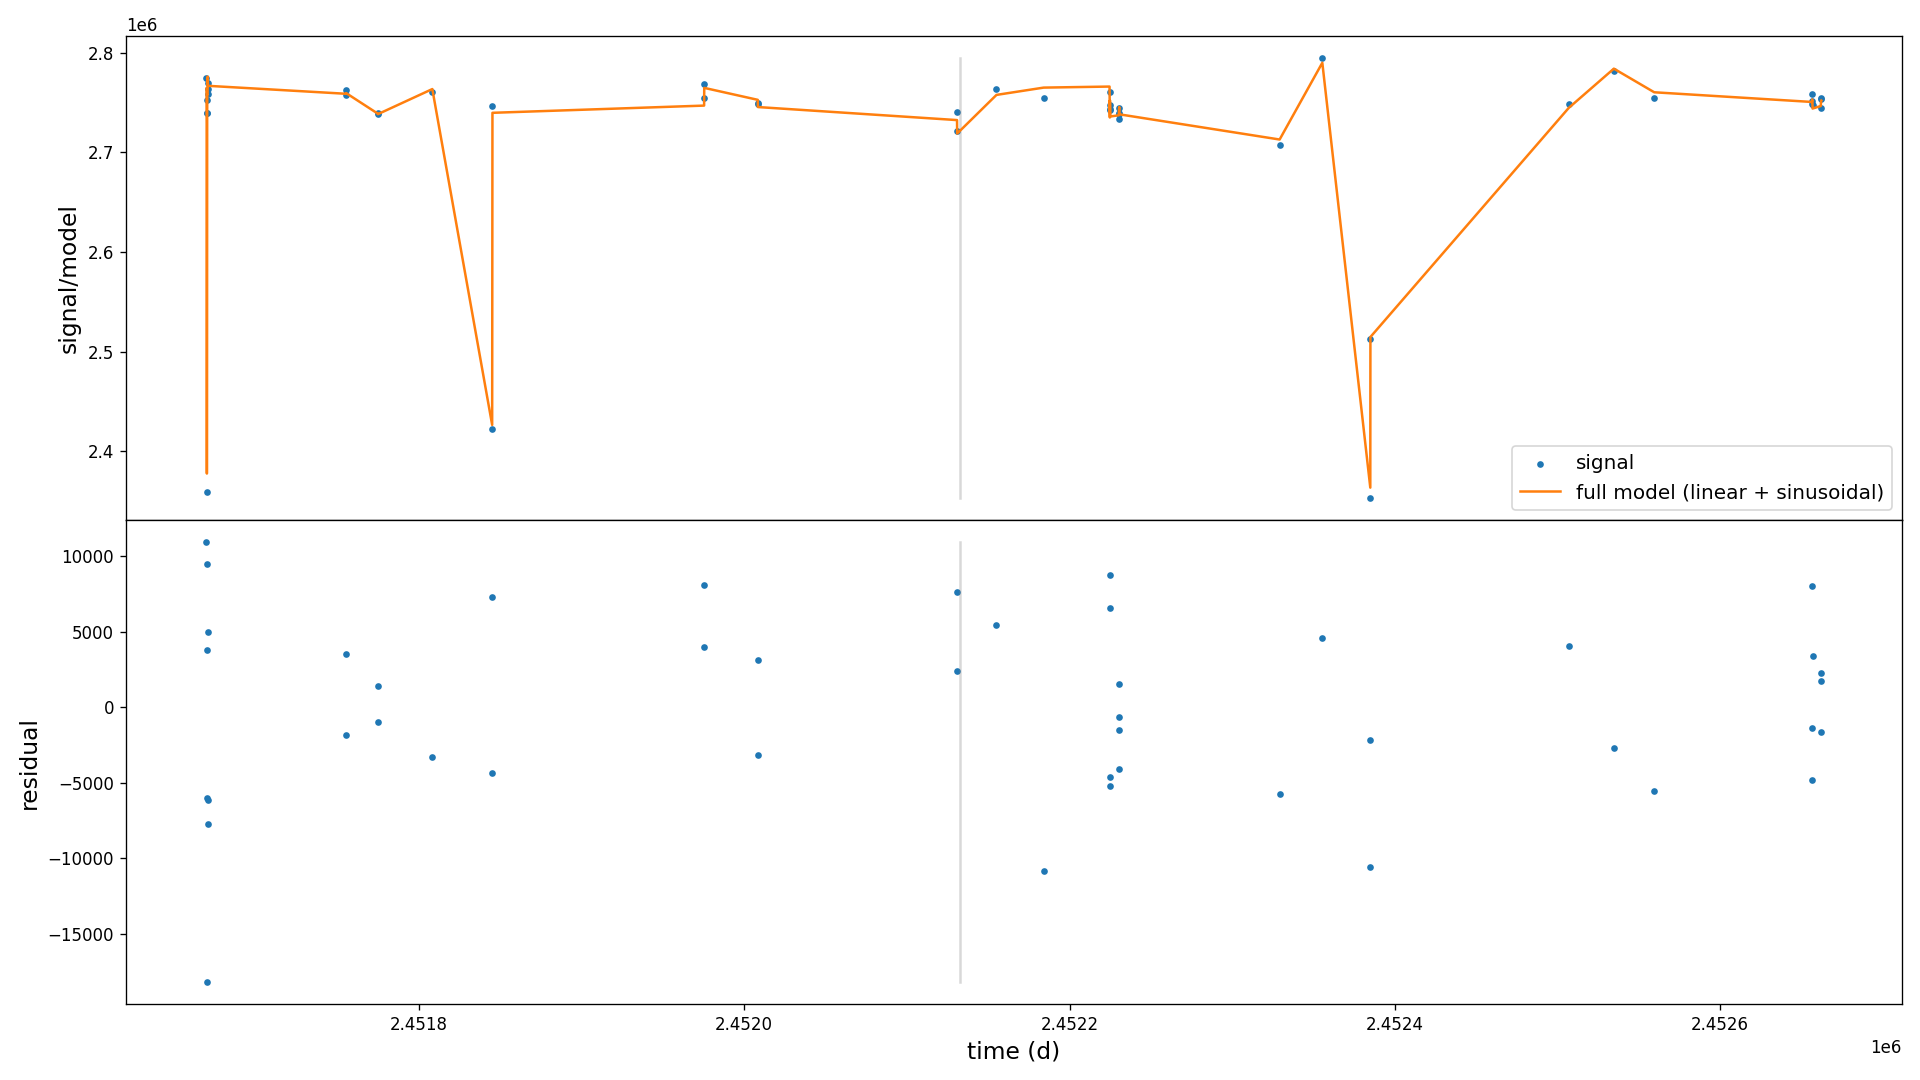 1e6
2.8
2.7
2.6
2.5
2.4
signal/model
signal
full model (linear + sinusoidal)
10000
5000
0
−5000
−10000
−15000
residual
2.4518
2.4520
2.4522
2.4524
2.4526
time (d)
1e6